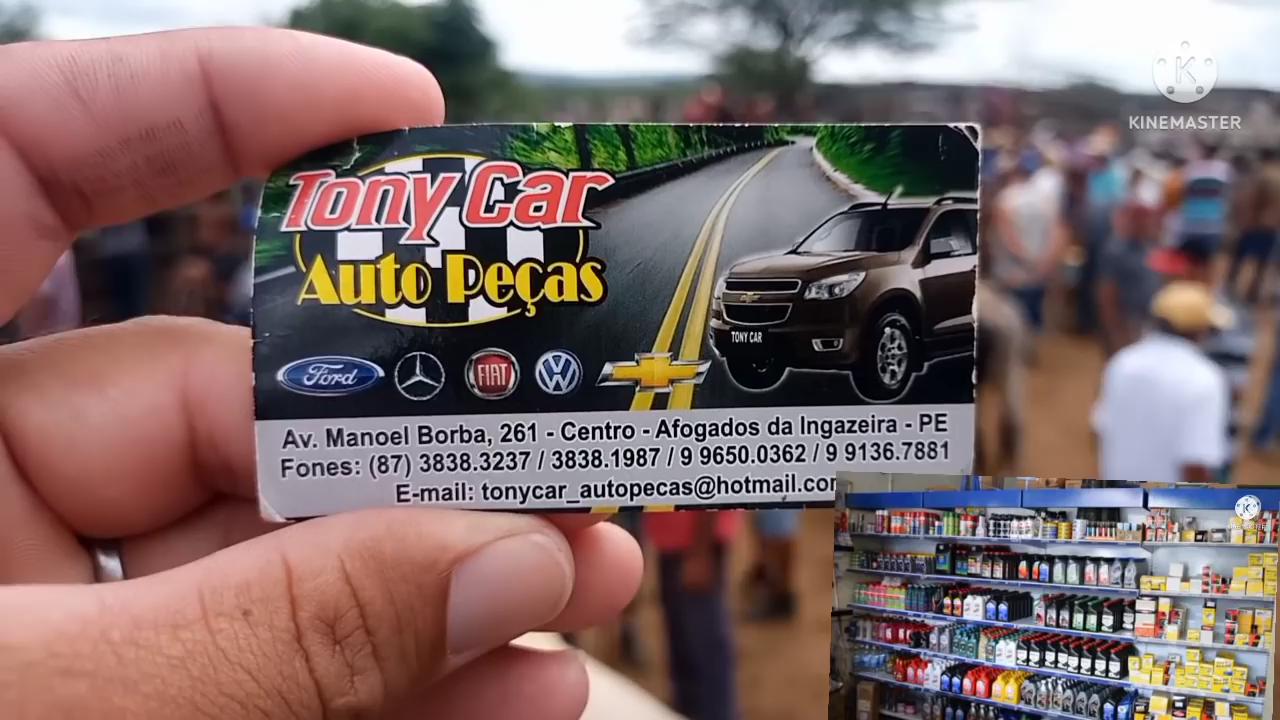 KINEMASTER
Tony Car
Auto Peças
TONY CAR
Ford
FIAT
Av. Manoel Borba, 261 - Centro - Afogados da Ingazeira - PE
Fones: (87) 3838.3237 / 3838.1987 / 9 9650.0362 / 9 9136.7881
E-mail: tonycar_autopecas@hotmail.com